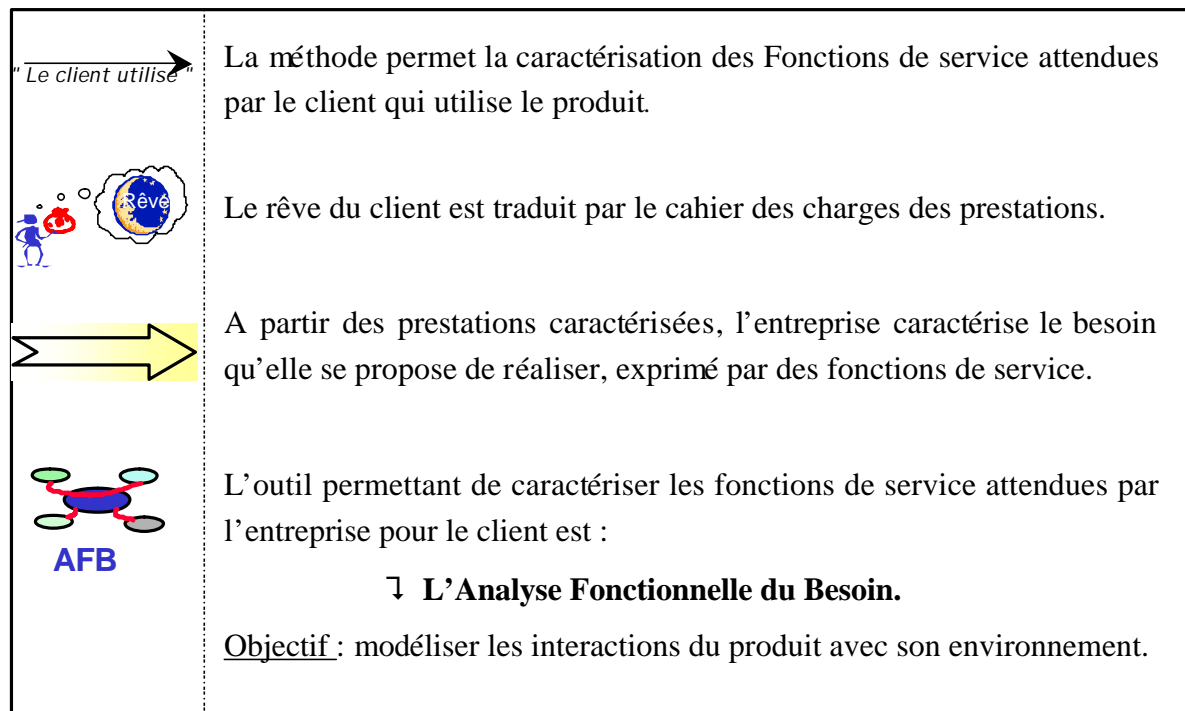 " Le client utilise "
La méthode permet la caractérisation des Fonctions de service attendues
par le client qui utilise le produit.
Rêve
Le rêve du client est traduit par le cahier des charges des prestations.
A partir des prestations caractérisées, l'entreprise caractérise le besoin
qu'elle se propose de réaliser, exprimé par des fonctions de service.
AFB
L'outil permettant de caractériser les fonctions de service attendues par
l'entreprise pour le client est :
L'Analyse Fonctionnelle du Besoin.
Objectif : modéliser les interactions du produit avec son environnement.